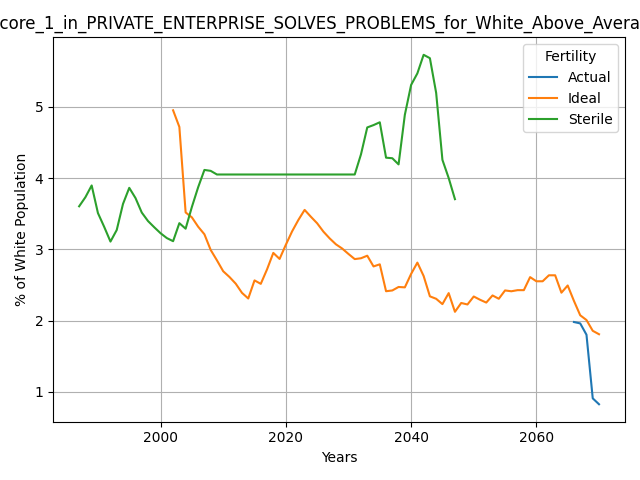 core_1_in_PRIVATE_ENTERPRISE_SOLVES_PROBLEMS_for_White_Above_Avera
Fertility
Actual
Ideal
Sterile
% of White Population
5
4
3
2
1
2000 2020 2040 2060
Years